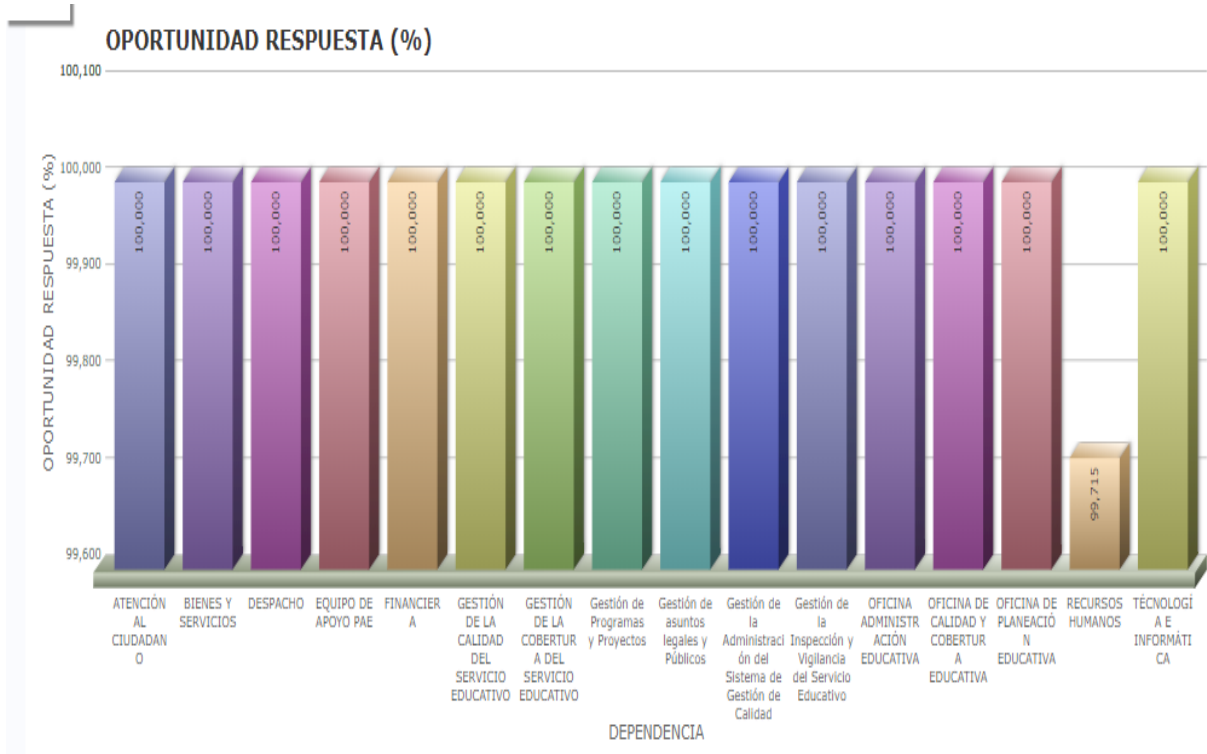 OPORTUNIDAD RESPUESTA (%)
OPORTUNIDAD RESPUESTA (%)
100,100
100,000
99,900
99,800
99,700
99,600
100,000
100,000
100,000
100,000
100,000
100,000
100,000
100,000
100,000
100,000
100,000
100,000
100,000
100,000
99,715
100,000
ATENCIÓN
AL
CIUDADAN
O
BIENES Y
SERVICIOS
DESPACHO
EQUIPO DE
APOYO PAE
FINANCIER
A
GESTIÓN
DE LA
CALIDAD
DEL
SERVICIO
EDUCATIVO
GESTIÓN
DE LA
COBERTUR
A DEL
SERVICIO
EDUCATIVO
Gestión de
Programas
y Proyectos
Gestión de
asuntos
legales y
Públicos
Gestión de
la
Administraci
ón del
Sistema de
Gestión de
Calidad
Gestión de
la
Inspección y
Vigilancia
del Servicio
Educativo
OFICINA
ADMINISTR
ACIÓN
EDUCATIVA
OFICINA DE
CALIDAD Y
COBERTUR
A
EDUCATIVA
OFICINA DE
PLANEACIÓ
N
EDUCATIVA
RECURSOS
HUMANOS
TÉCNOLOGÍ
A E
INFORMÁTI
CA
DEPENDENCIA